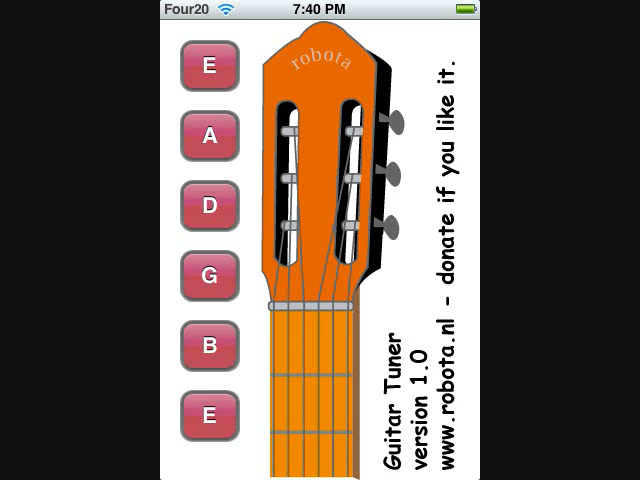 Four20 7:40 PM
robota
E
A
D
G
B
E
Guitar Tuner
version 1.0
www.robota.nl - donate if you like it.